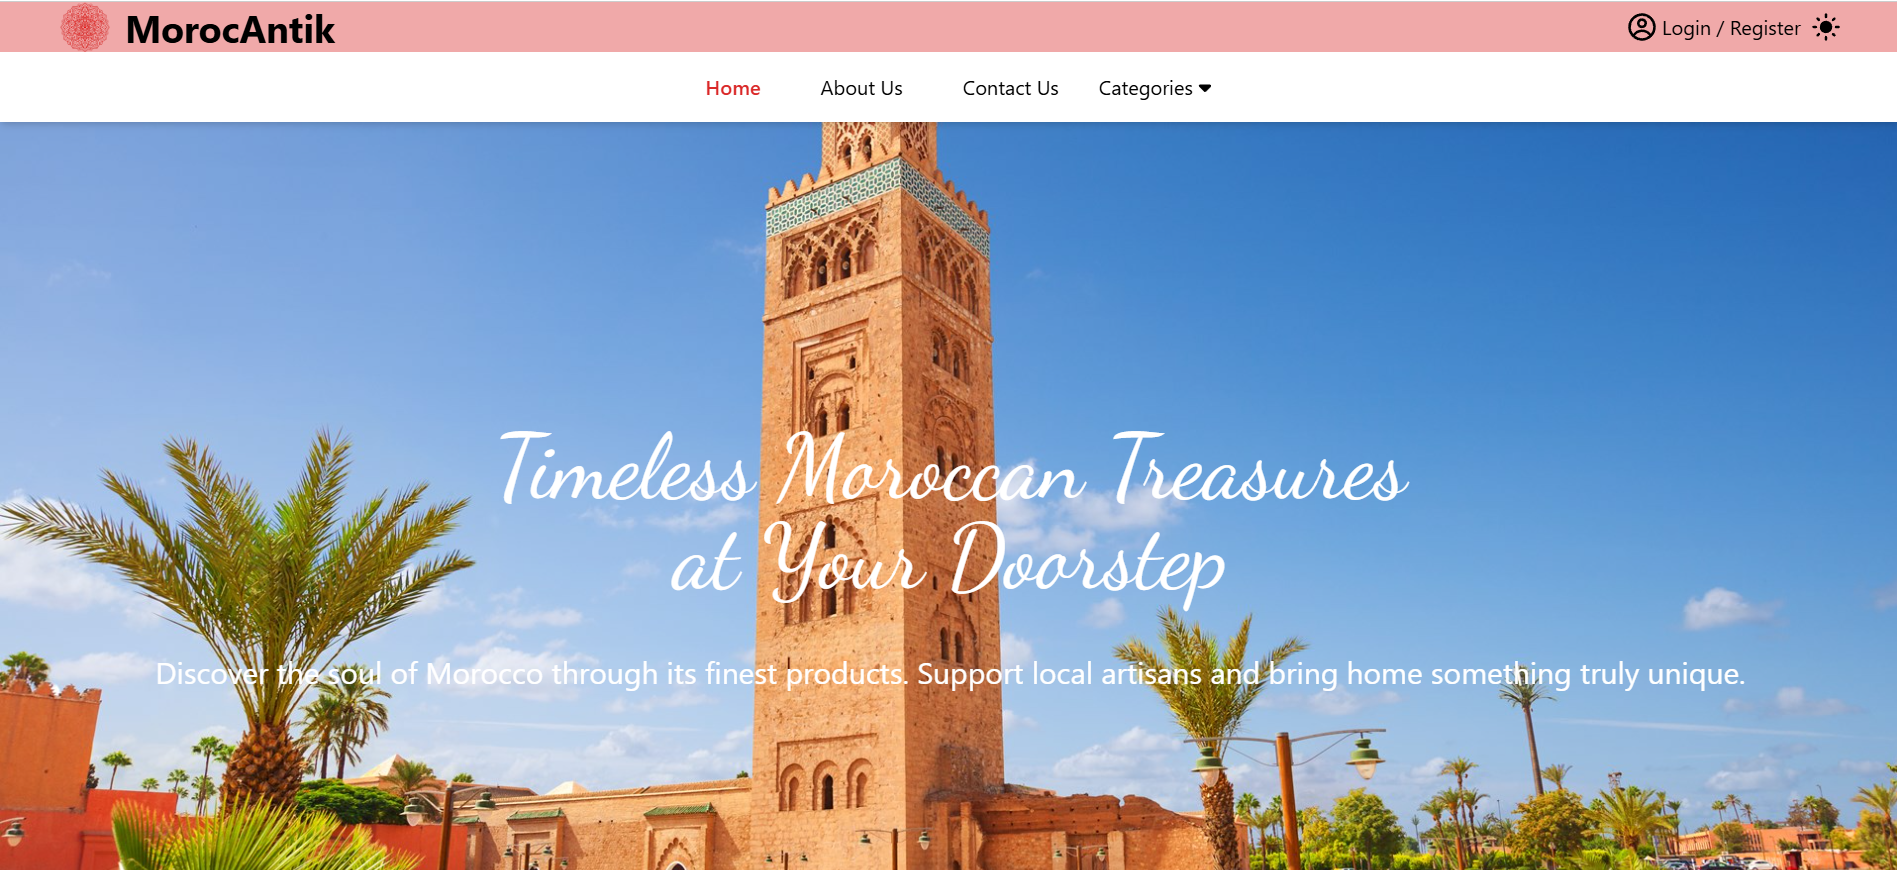 MorocAntik
Login / Register
Home
About Us
Contact Us
Categories
Timeless Moroccan Treasures
at Your Doorstep
Discover the soul of Morocco through its finest products. Support local artisans and bring home something truly unique.